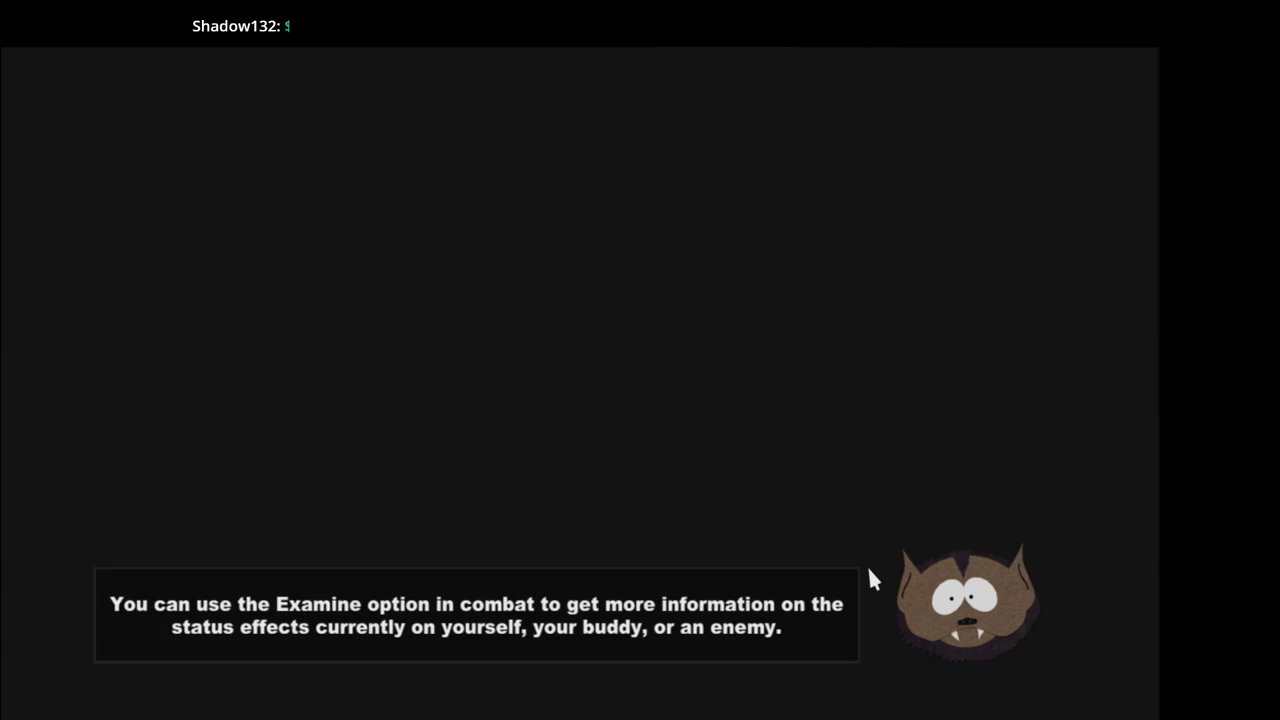 Shadow132: $
You can use the Examine option in combat to get more information on the
status effects currently on yourself, your buddy, or an enemy.